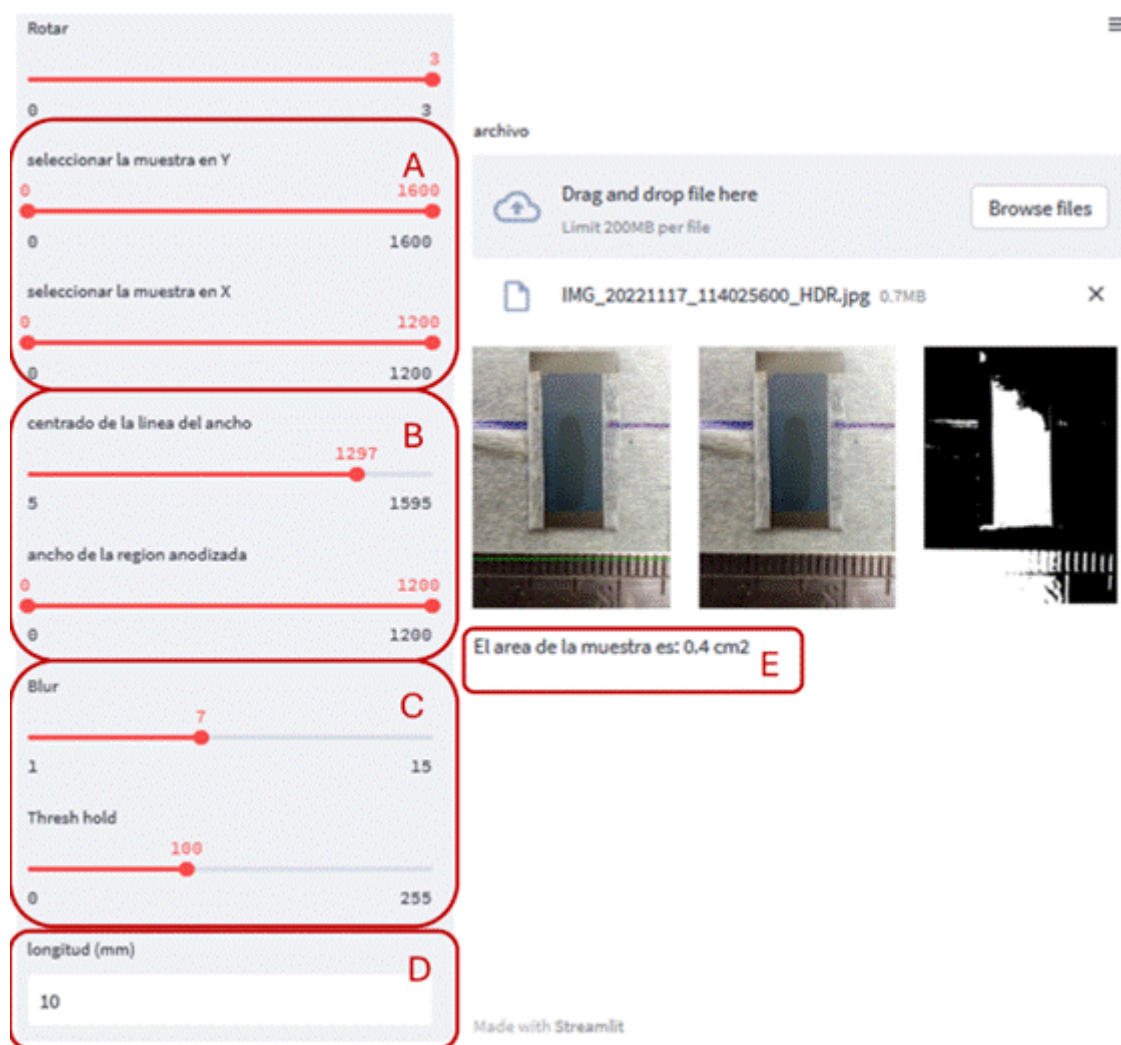 Rotar
3
0 3
seleccionar la muestra en Y
A
0 1600
0 1600
seleccionar la muestra en X
0 1200
0 1200
centrado de la linea del ancho
B
1297
5 1595
ancho de la region anodizada
0 1200
0 1200
Blur
C
7
1 15
Thresh hold
100
0 255
longitud (mm)
D
10
archivo
Drag and drop file here
Limit 200MB per file
Browse files
IMG_20221117_114025600_HDR.jpg 0.7MB
El area de la muestra es: 0.4 cm2
E
Made with Streamlit